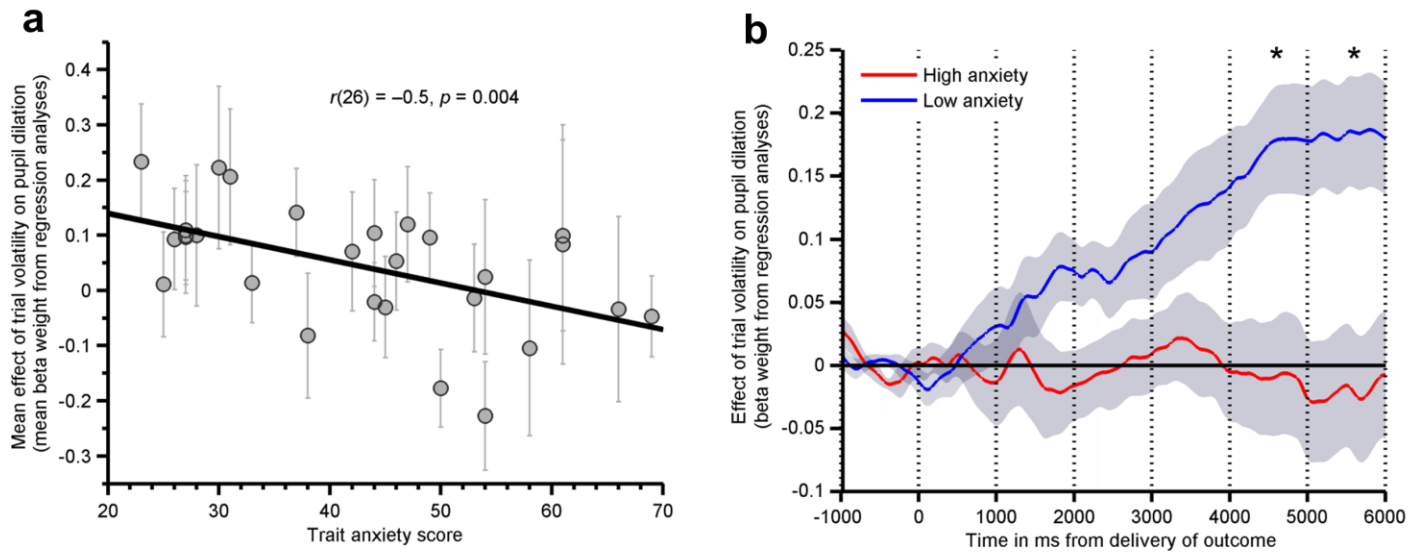 a
Mean effect of trial volatility on pupil dilation
(mean beta weight from regression analyses)
0.4
0.3
0.2
0.1
0
-0.1
-0.2
-0.3
r(26) = –0.5, p = 0.004
20
30
40
50
60
70
Trait anxiety score
b
Effect of trial volatility on pupil dilation
(beta weight from regression analyses)
0.25
0.2
0.15
0.1
0.05
0
-0.05
-0.1
High anxiety
Low anxiety
* *
-1000
0
1000
2000
3000
4000
5000
6000
Time in ms from delivery of outcome